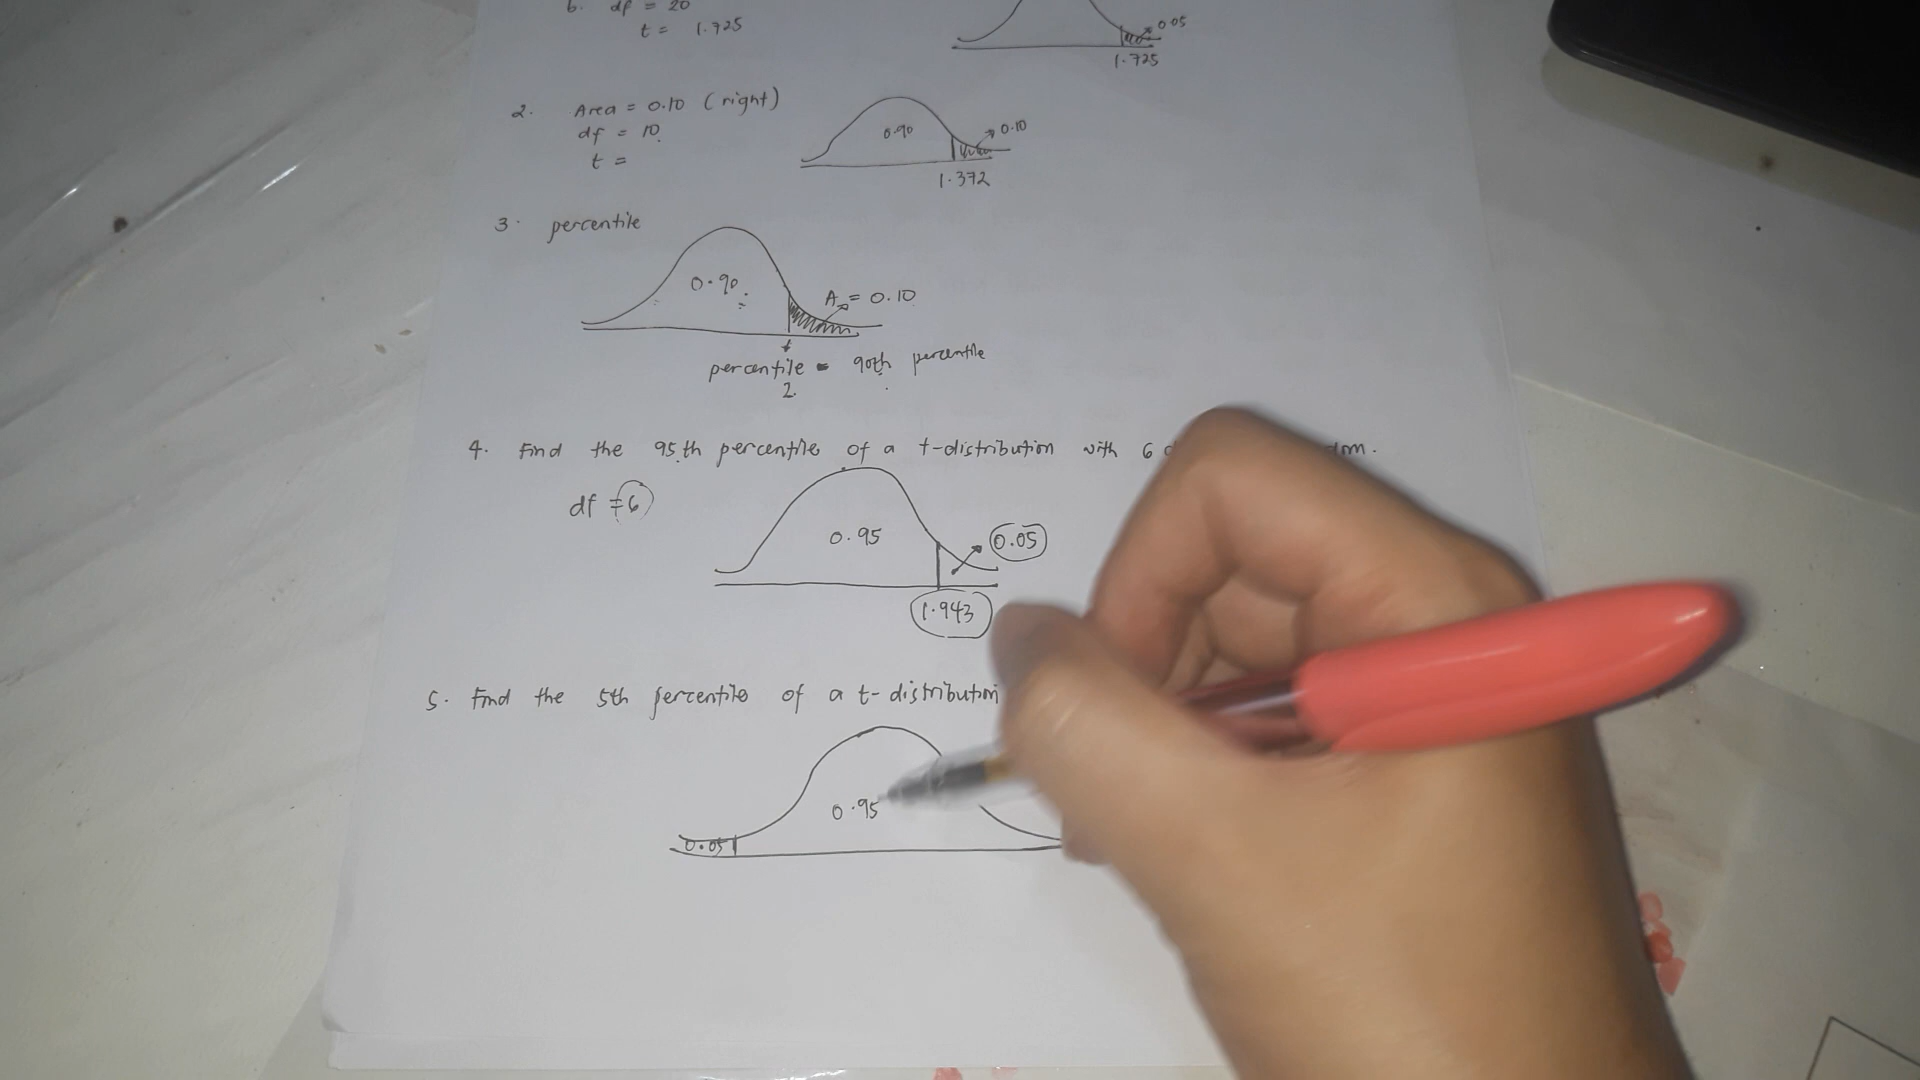 b. df = 20
t = 1.725
0.05
1.725
2. Area = 0.10 (right)
df = 10
t =
0.90
0.10
1.372
3. percentile
0.90
A = 0.10
percentile = 90th percentile
2.
4. Find the 95th percentile of a t-distribution with 6
df = 6
0.95
0.05
1.943
5. Find the 5th percentile of a t-distribution
0.95
0.05